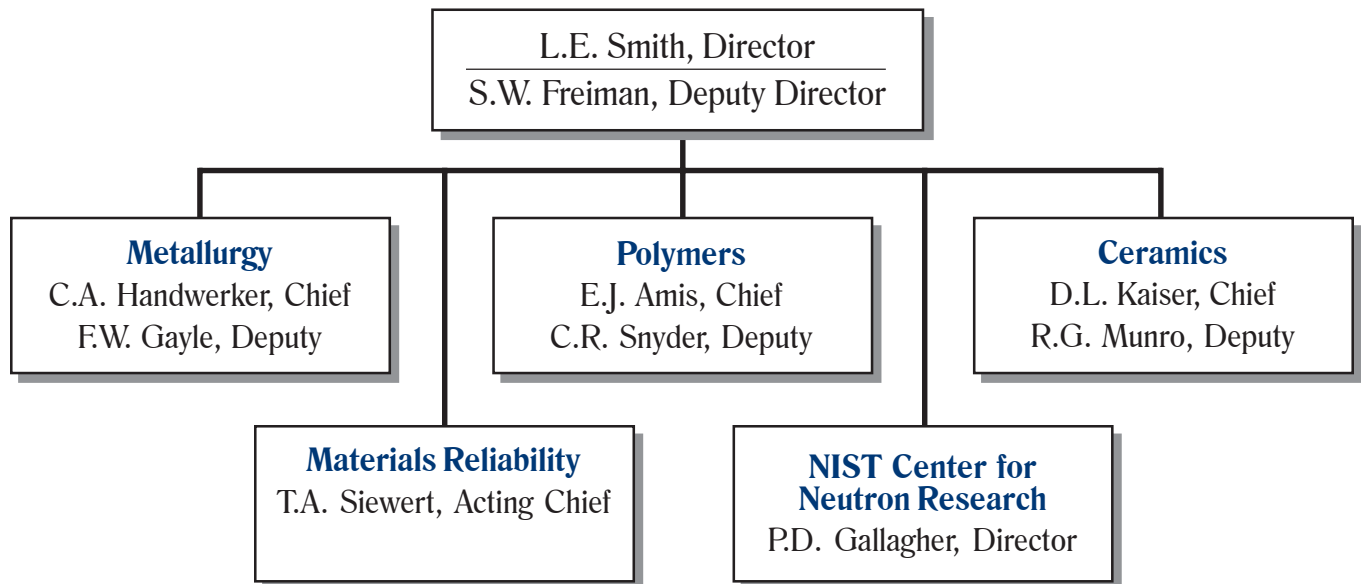 L.E. Smith, Director
S.W. Freiman, Deputy Director
Metallurgy
C.A. Handwerker, Chief
F.W. Gayle, Deputy
Polymers
E.J. Amis, Chief
C.R. Snyder, Deputy
Ceramics
D.L. Kaiser, Chief
R.G. Munro, Deputy
Materials Reliability
T.A. Siewert, Acting Chief
NIST Center for
Neutron Research
P.D. Gallagher, Director